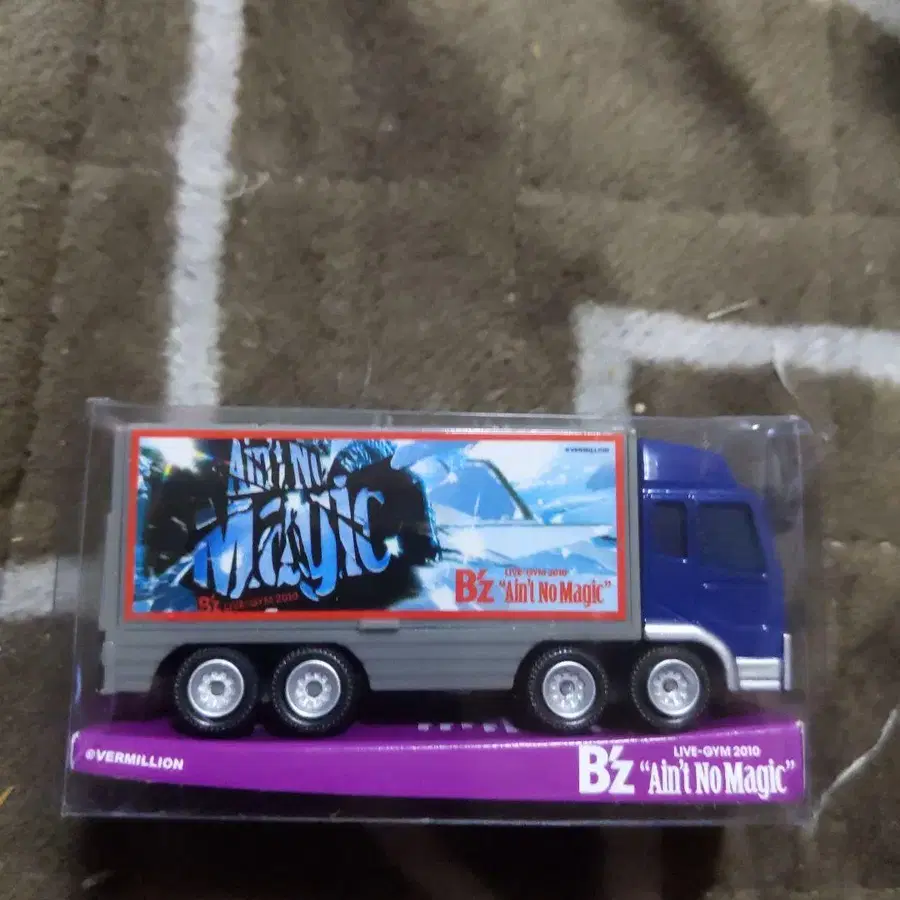 Ain't No
Magic
B'z LIVE-GYM 2010
©VERMILLION
LIVE-GYM 2010
B'z "Ain't No Magic"
©VERMILLION
LIVE-GYM 2010
B'z "Ain't No Magic"